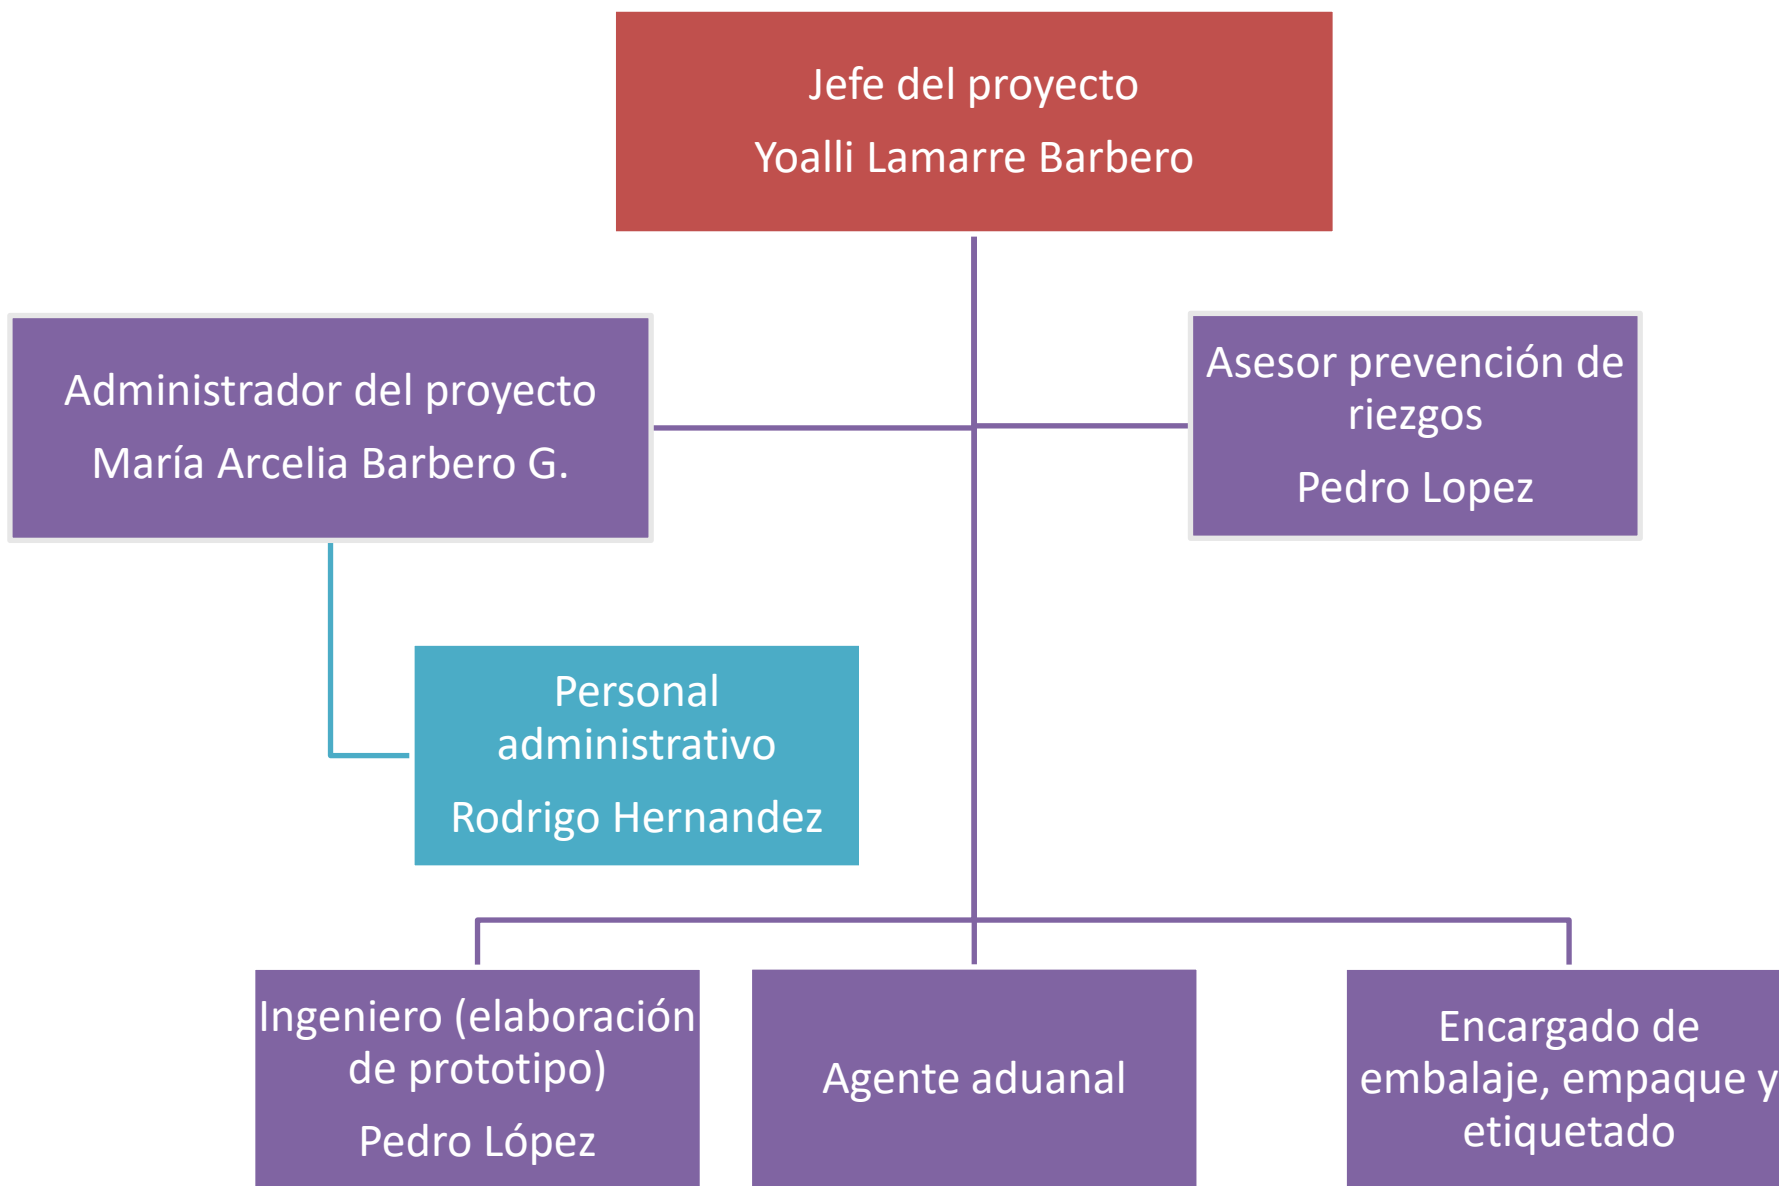 Jefe del proyecto
Yoalli Lamarre Barbero
Administrador del proyecto
María Arcelia Barbero G.
Asesor prevención de
riezgos
Pedro Lopez
Personal
administrativo
Rodrigo Hernandez
Ingeniero (elaboración
de prototipo)
Pedro López
Agente aduanal
Encargado de
embalaje, empaque y
etiquetado